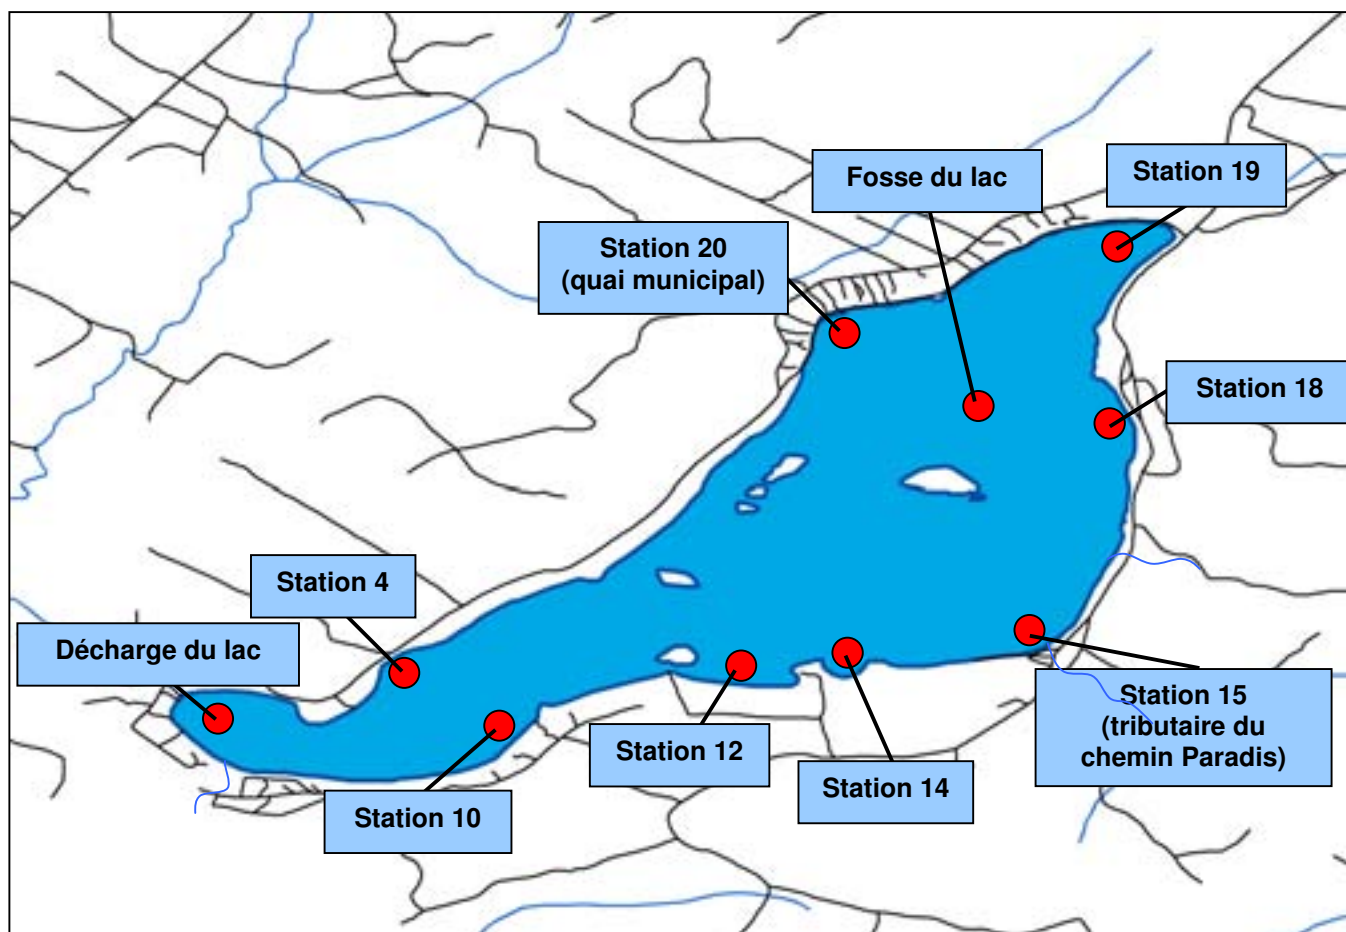 Station 19
Fosse du lac
Station 20
(quai municipal)
Station 18
Station 4
Décharge du lac
Station 15
(tributaire du
chemin Paradis)
Station 12
Station 14
Station 10